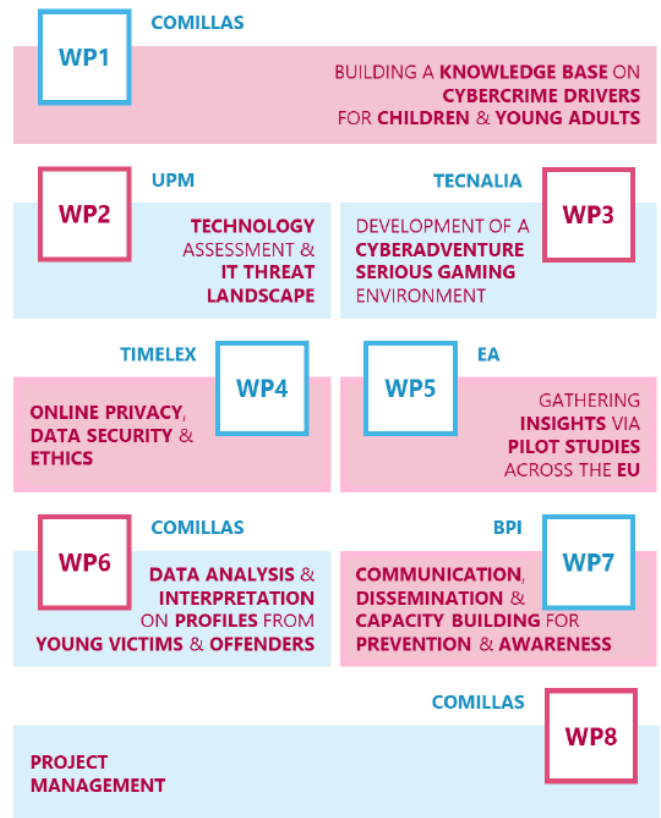 COMILLAS
WP1
BUILDING A KNOWLEDGE BASE ON
CYBERCRIME DRIVERS
FOR CHILDREN & YOUNG ADULTS
UPM
WP2
TECHNOLOGY
ASSESSMENT &
IT THREAT
LANDSCAPE
TECNALIA
WP3
DEVELOPMENT OF A
CYBERADVENTURE
SERIOUS GAMING
ENVIRONMENT
TIMELEX
WP4
ONLINE PRIVACY,
DATA SECURITY &
ETHICS
EA
WP5
GATHERING
INSIGHTS VIA
PILOT STUDIES
ACROSS THE EU
COMILLAS
WP6
DATA ANALYSIS &
INTERPRETATION
ON PROFILES FROM
YOUNG VICTIMS & OFFENDERS
BPI
WP7
COMMUNICATION,
DISSEMINATION &
CAPACITY BUILDING FOR
PREVENTION & AWARENESS
COMILLAS
WP8
PROJECT
MANAGEMENT